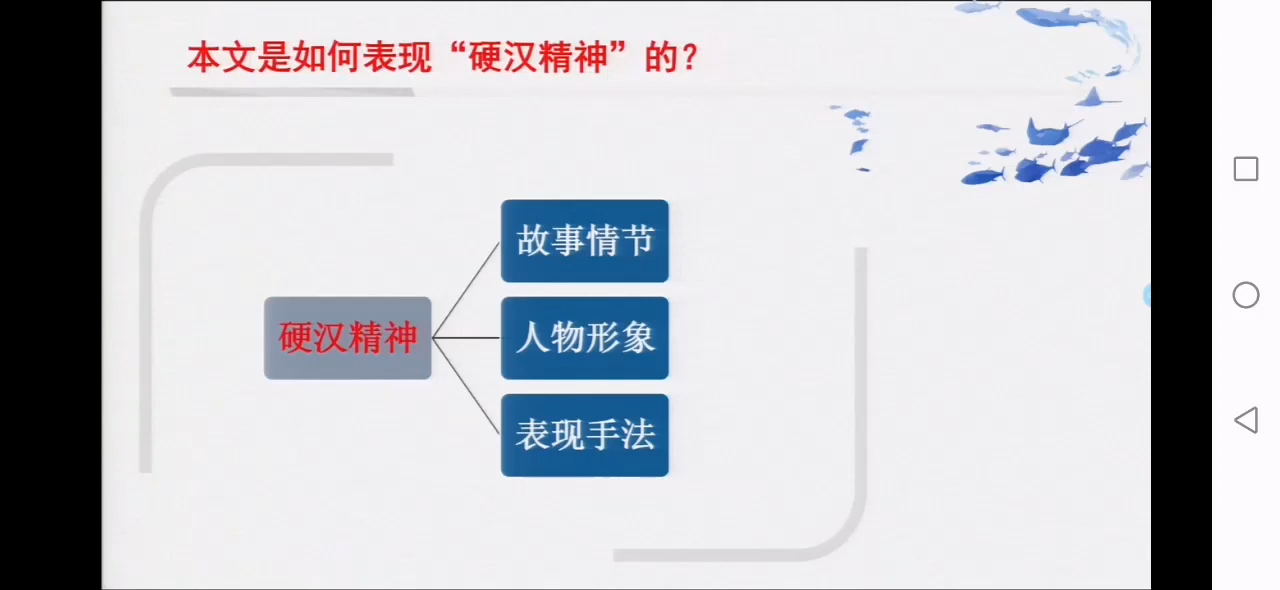 本文是如何表现“硬汉精神”的？
故事情节
硬汉精神
人物形象
表现手法